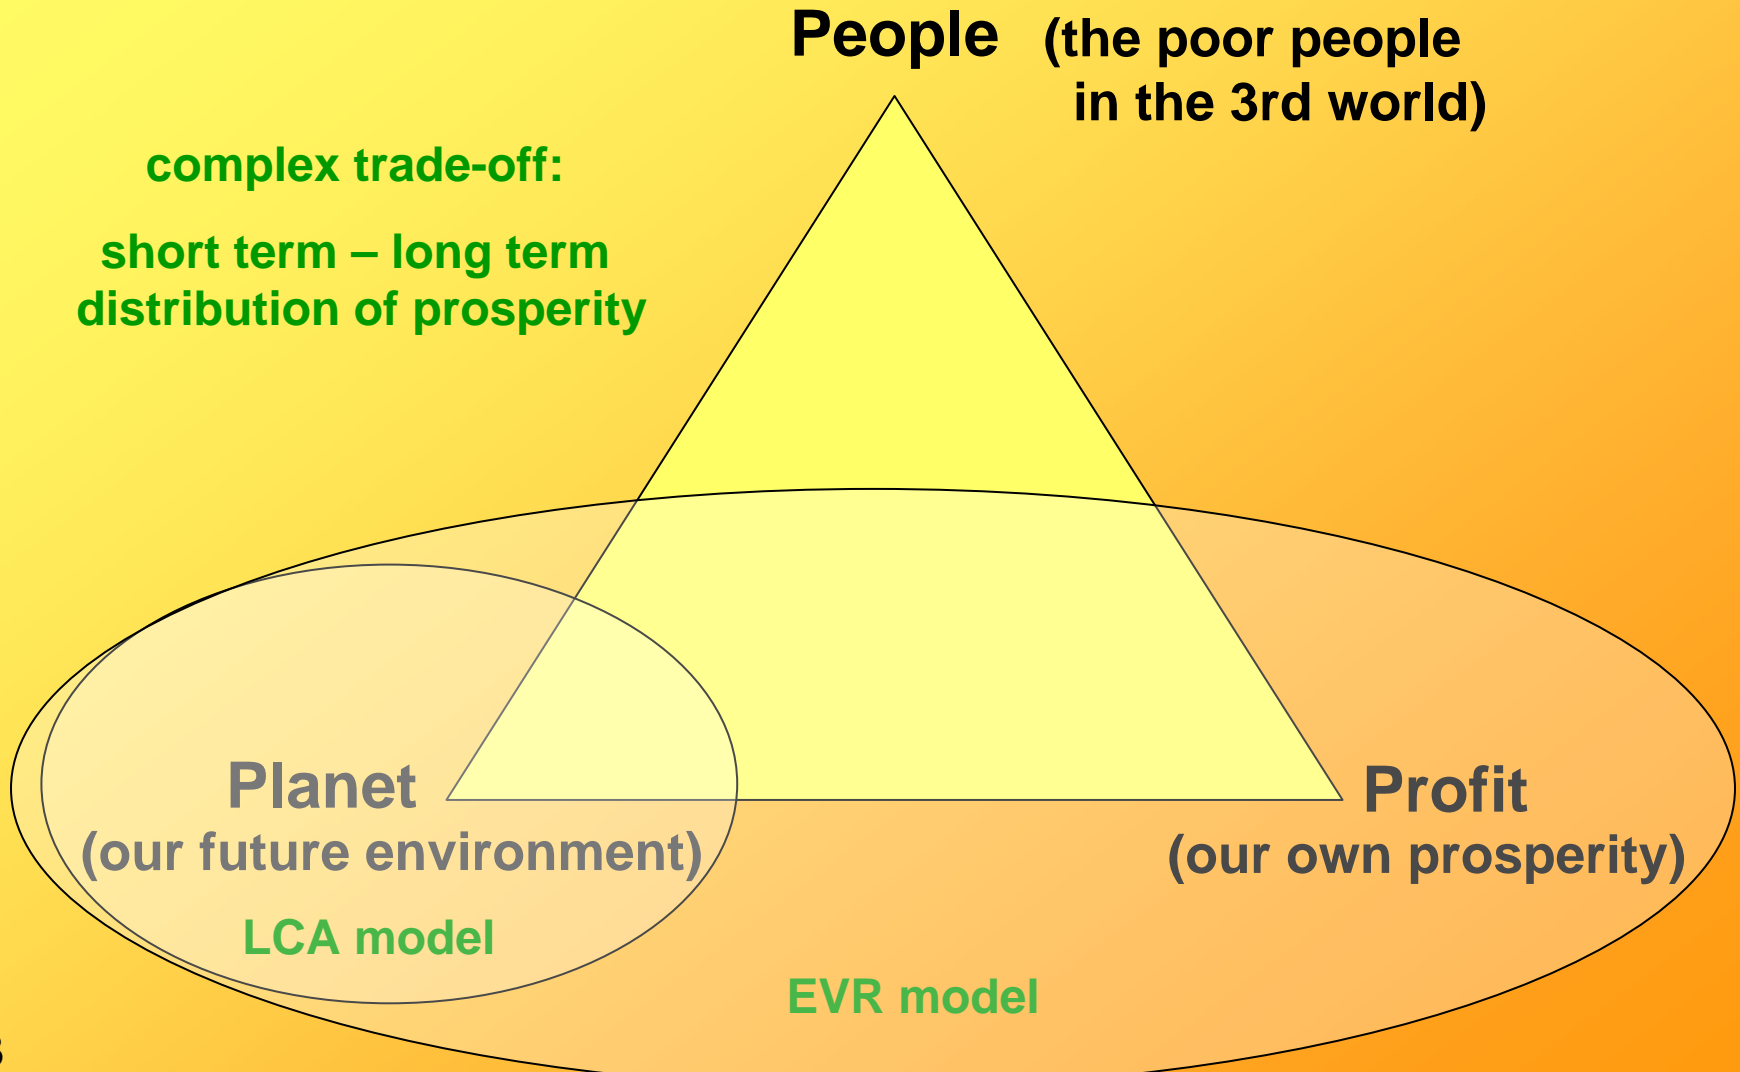 People (the poor people
in the 3rd world)
complex trade-off:
short term – long term
distribution of prosperity
Planet
(our future environment)
LCA model
Profit
(our own prosperity)
EVR model